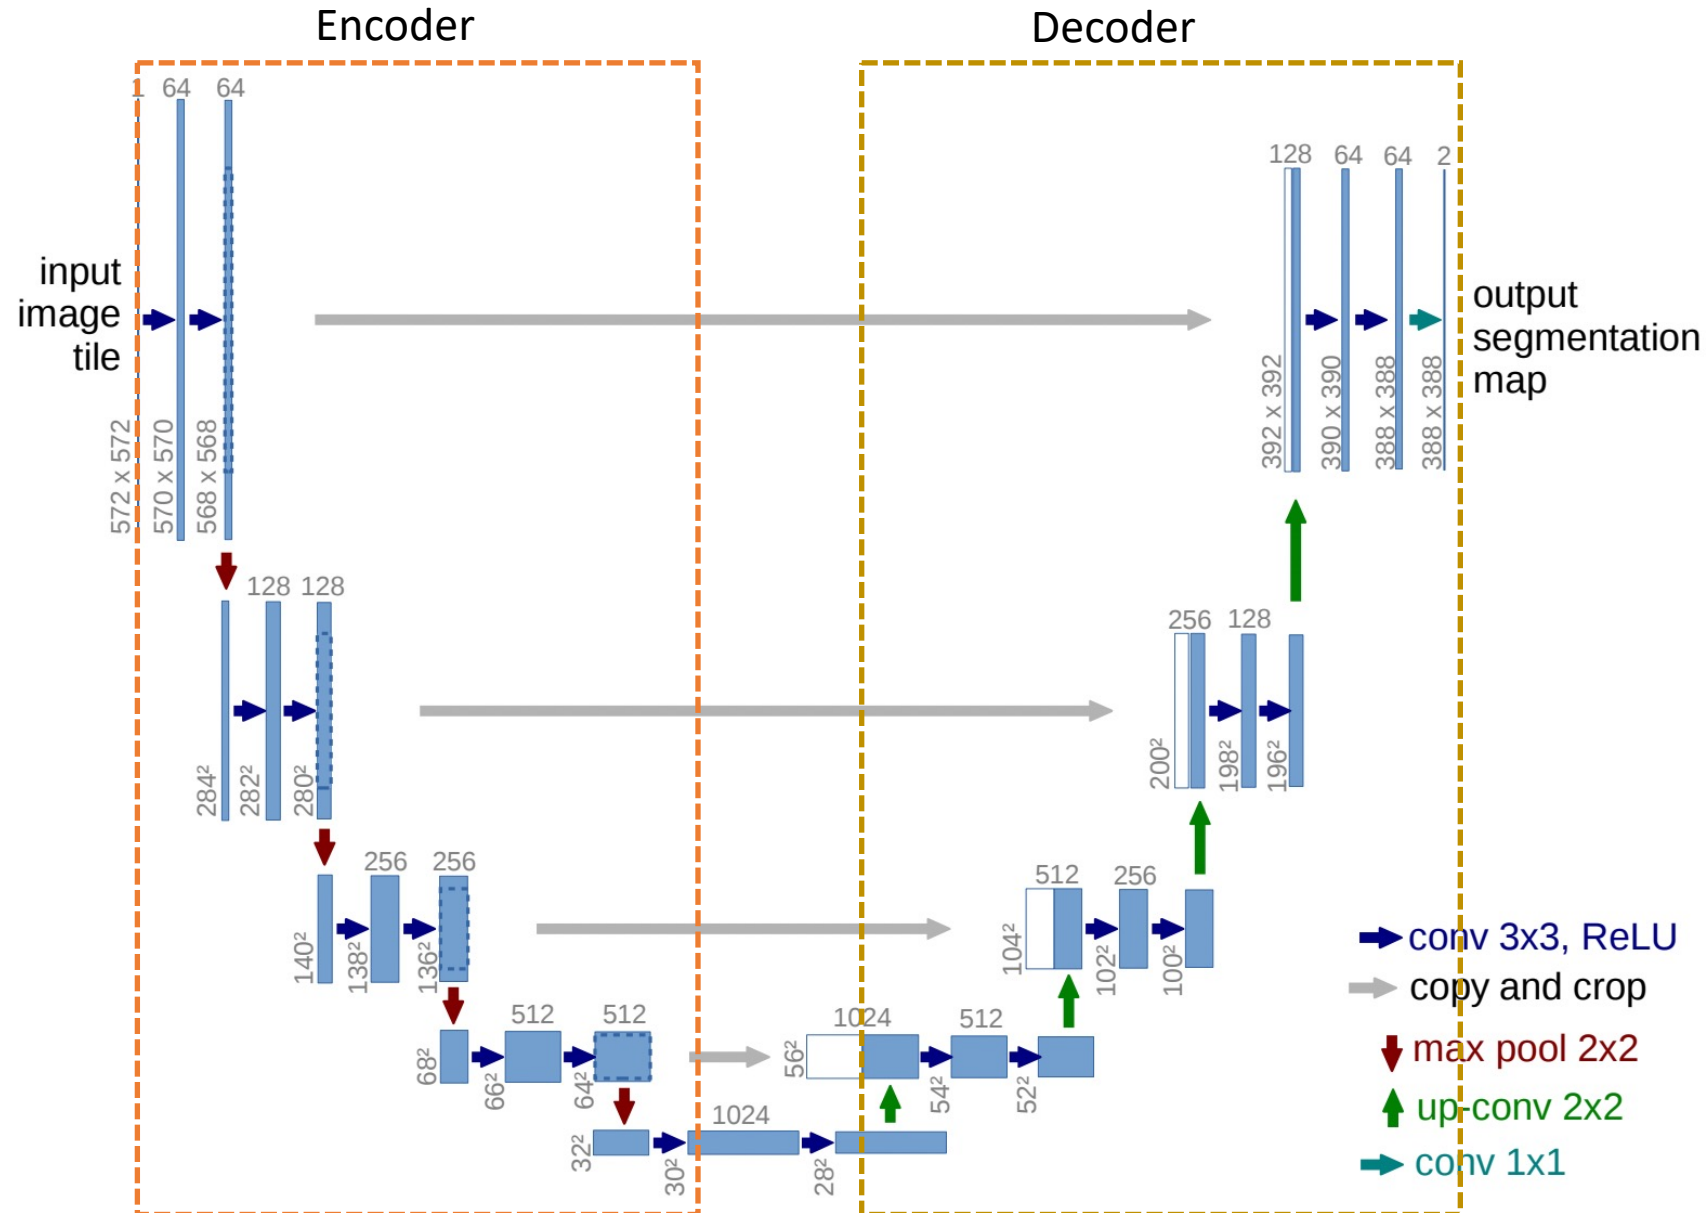 Encoder
Decoder
1 64 64
128 64 64 2
input
image
tile
output
segmentation
map
572 x 572
570 x 570
568 x 568
392 x 392
390 x 390
388 x 388
388 x 388
128 128
256 128
284²
282²
280²
200²
198²
196²
256 256
512 256
140²
138²
136²
104²
102²
100²
conv 3x3, ReLU
copy and crop
max pool 2x2
up-conv 2x2
conv 1x1
512 512
1024 512
68²
66²
64²
56²
54²
52²
1024
32²
30²
28²